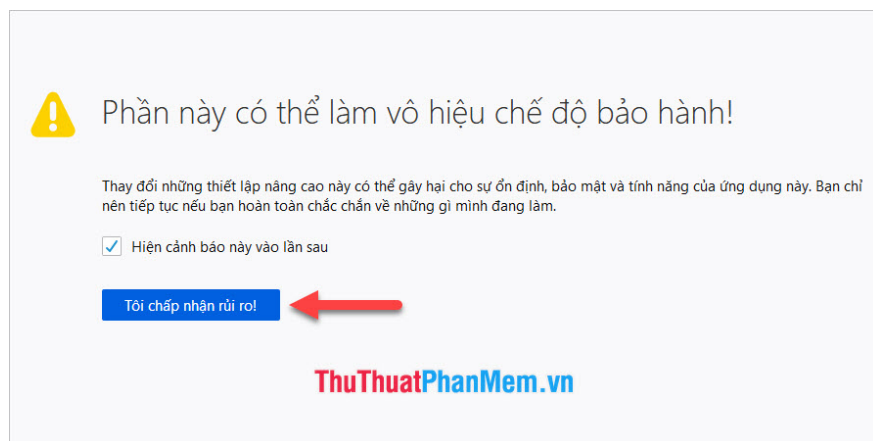 Phần này có thể làm vô hiệu chế độ bảo hành!
Thay đổi những thiết lập nâng cao này có thể gây hại cho sự ổn định, bảo mật và tính năng của ứng dụng này. Bạn chỉ
nên tiếp tục nếu bạn hoàn toàn chắc chắn về những gì mình đang làm.
Hiện cảnh báo này vào lần sau
Tôi chấp nhận rủi ro!
ThuThuatPhanMem.vn